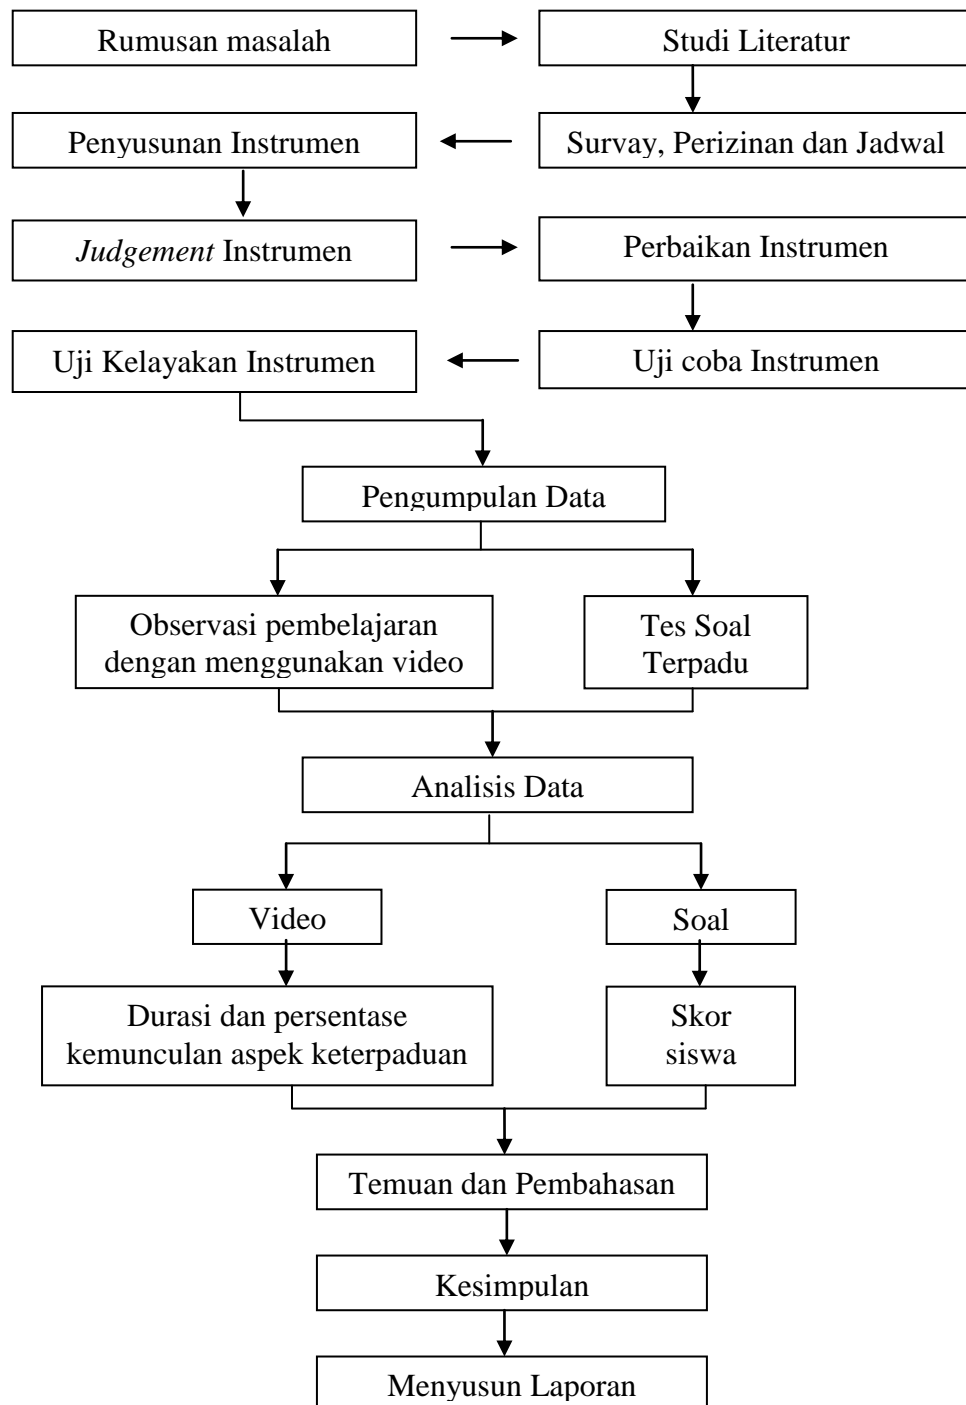 Rumusan masalah
Studi Literatur
Penyusunan Instrumen
Survay, Perizinan dan Jadwal
Judgement Instrumen
Perbaikan Instrumen
Uji Kelayakan Instrumen
Uji coba Instrumen
Pengumpulan Data
Observasi pembelajaran
dengan menggunakan video
Tes Soal
Terpadu
Analisis Data
Video
Soal
Durasi dan persentase
kemunculan aspek keterpaduan
Skor
siswa
Temuan dan Pembahasan
Kesimpulan
Menyusun Laporan